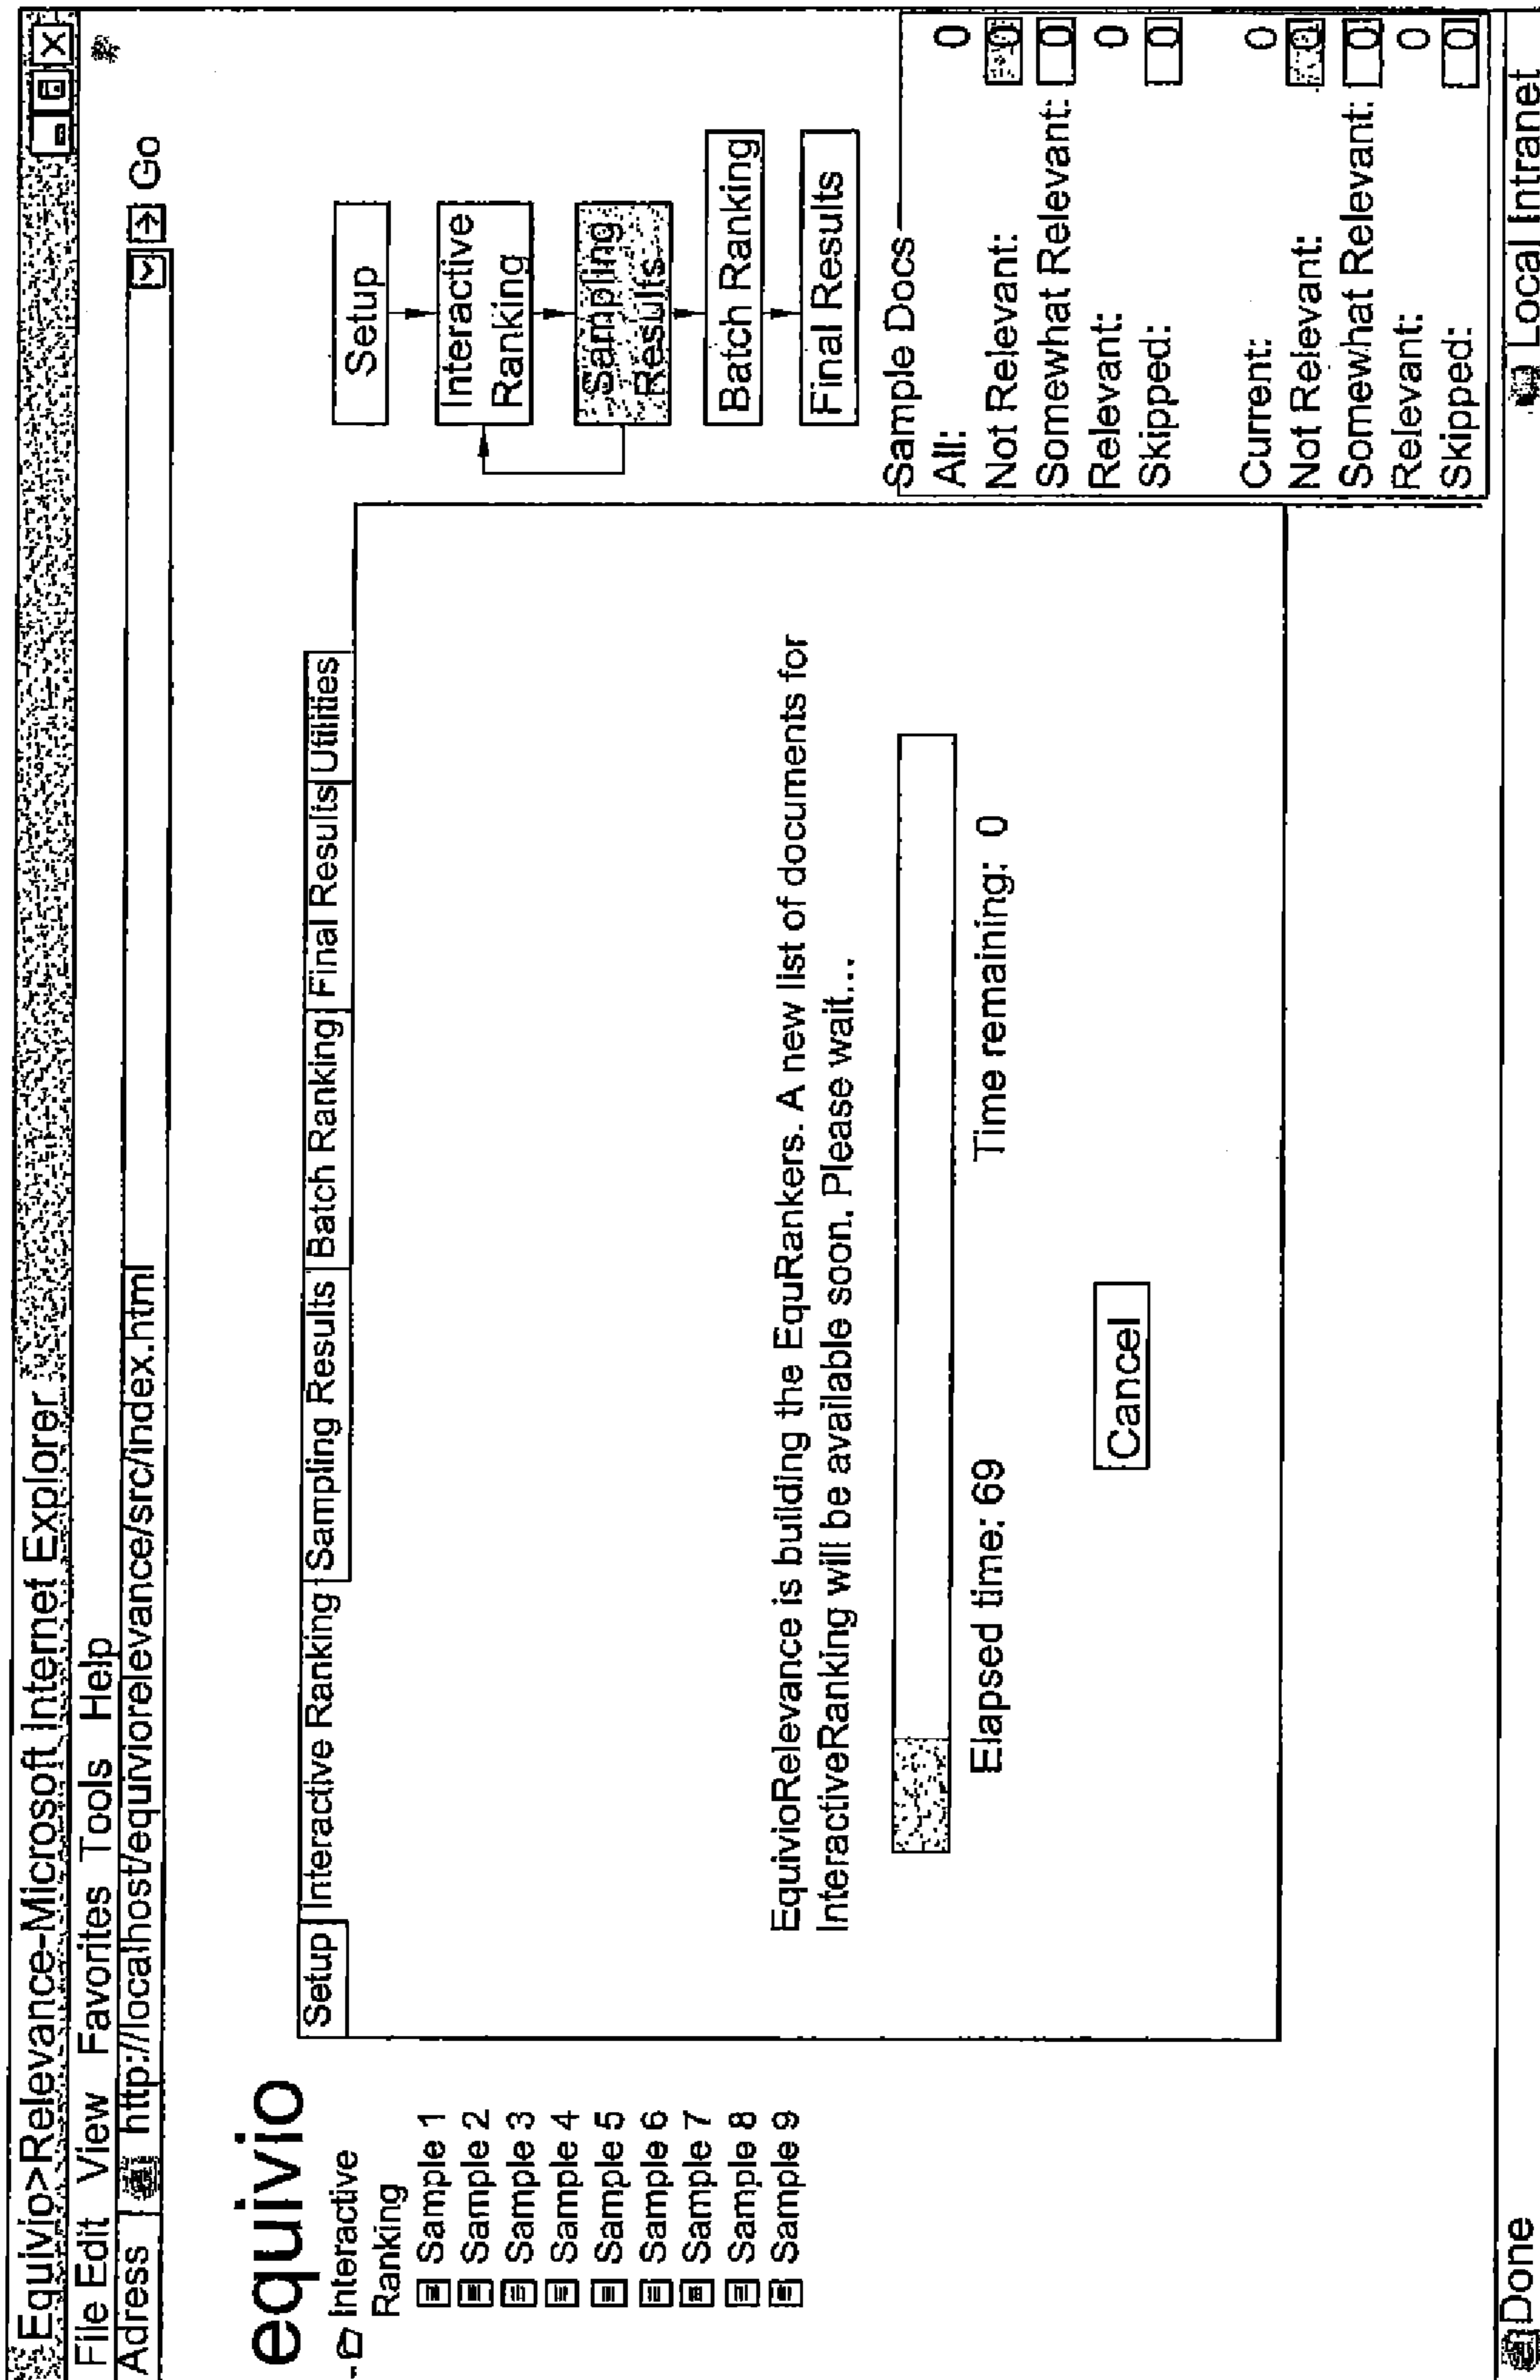 Equivio>Relevance-Microsoft Internet Explorer
File Edit View Favorites Tools Help
Adress http://localhost/equiviorelevance/src/index.html Go
equivio
Interactive
Ranking
Sample 1
Sample 2
Sample 3
Sample 4
Sample 5
Sample 6
Sample 7
Sample 8
Sample 9
Setup Interactive Ranking Sampling Results Batch Ranking Final Results Utilities
EquivioRelevance is building the EquRankers. A new list of documents for
InteractiveRanking will be available soon. Please wait...
Elapsed time: 69 Time remaining: 0
Cancel
Setup
Interactive
Ranking
Sampling
Results
Batch Ranking
Final Results
Sample Docs
All: 0
Not Relevant: 0
Somewhat Relevant: 0
Relevant: 0
Skipped: 0
Current: 0
Not Relevant: 0
Somewhat Relevant: 0
Relevant: 0
Skipped: 0
Done Local Intranet